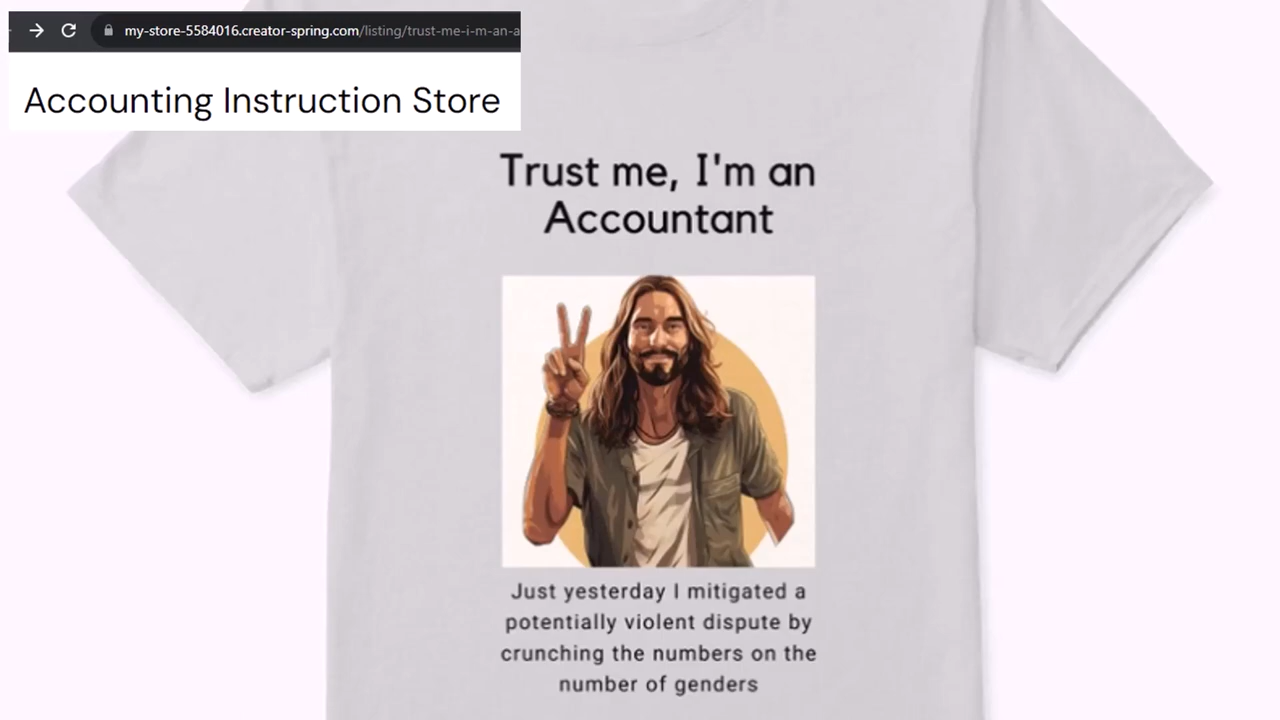 my-store-5584016.creator-spring.com/listing/trust-me-i-m-an-a
Accounting Instruction Store
Trust me, I'm an
Accountant
Just yesterday I mitigated a
potentially violent dispute by
crunching the numbers on the
number of genders